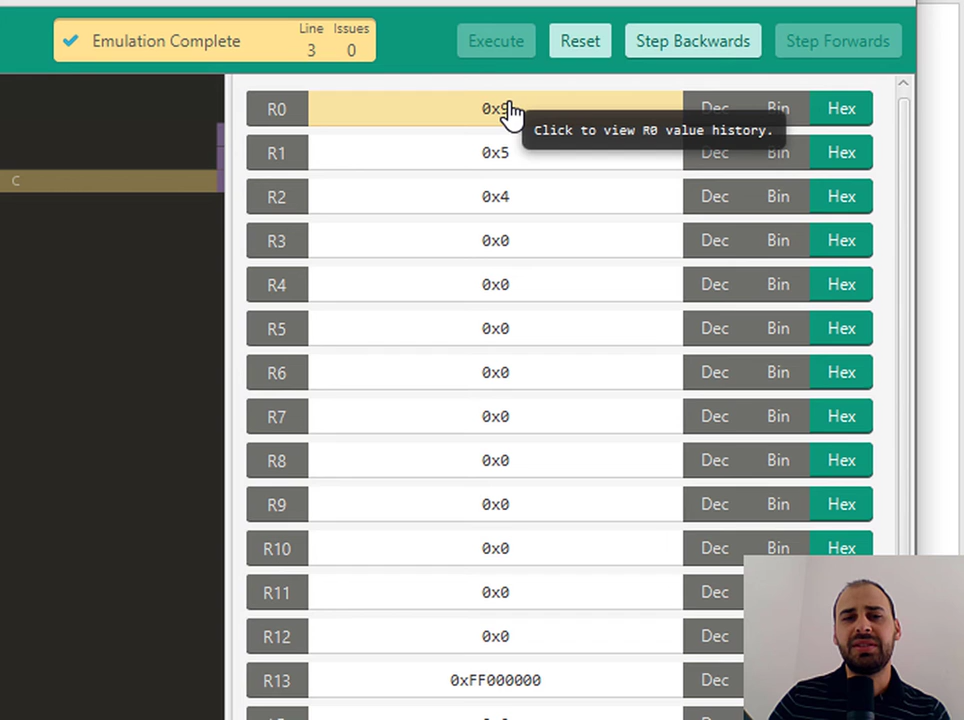 Line Issues
Emulation Complete 3 0
Execute Reset Step Backwards Step Forwards
C
R0 Dec Bin Hex
Click to view R0 value history.
R1 0x5 Dec Bin Hex
R2 0x4 Dec Bin Hex
R3 0x0 Dec Bin Hex
R4 0x0 Dec Bin Hex
R5 0x0 Dec Bin Hex
R6 0x0 Dec Bin Hex
R7 0x0 Dec Bin Hex
R8 0x0 Dec Bin Hex
R9 0x0 Dec Bin Hex
R10 0x0 Dec Bin Hex
R11 0x0 Dec
R12 0x0 Dec
R13 0xFF000000 Dec